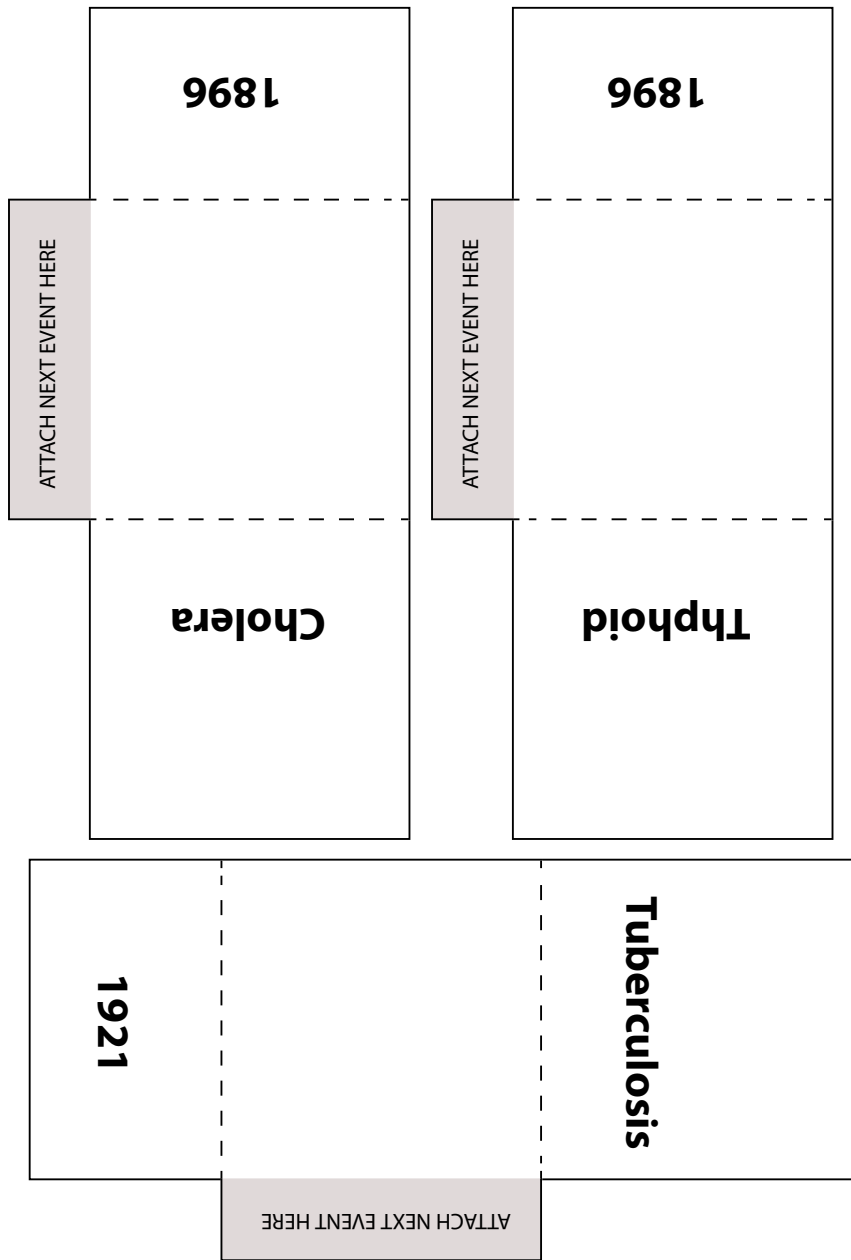 1896
ATTACH NEXT EVENT HERE
Cholera
1896
ATTACH NEXT EVENT HERE
Thphoid
1921
Tuberculosis
ATTACH NEXT EVENT HERE